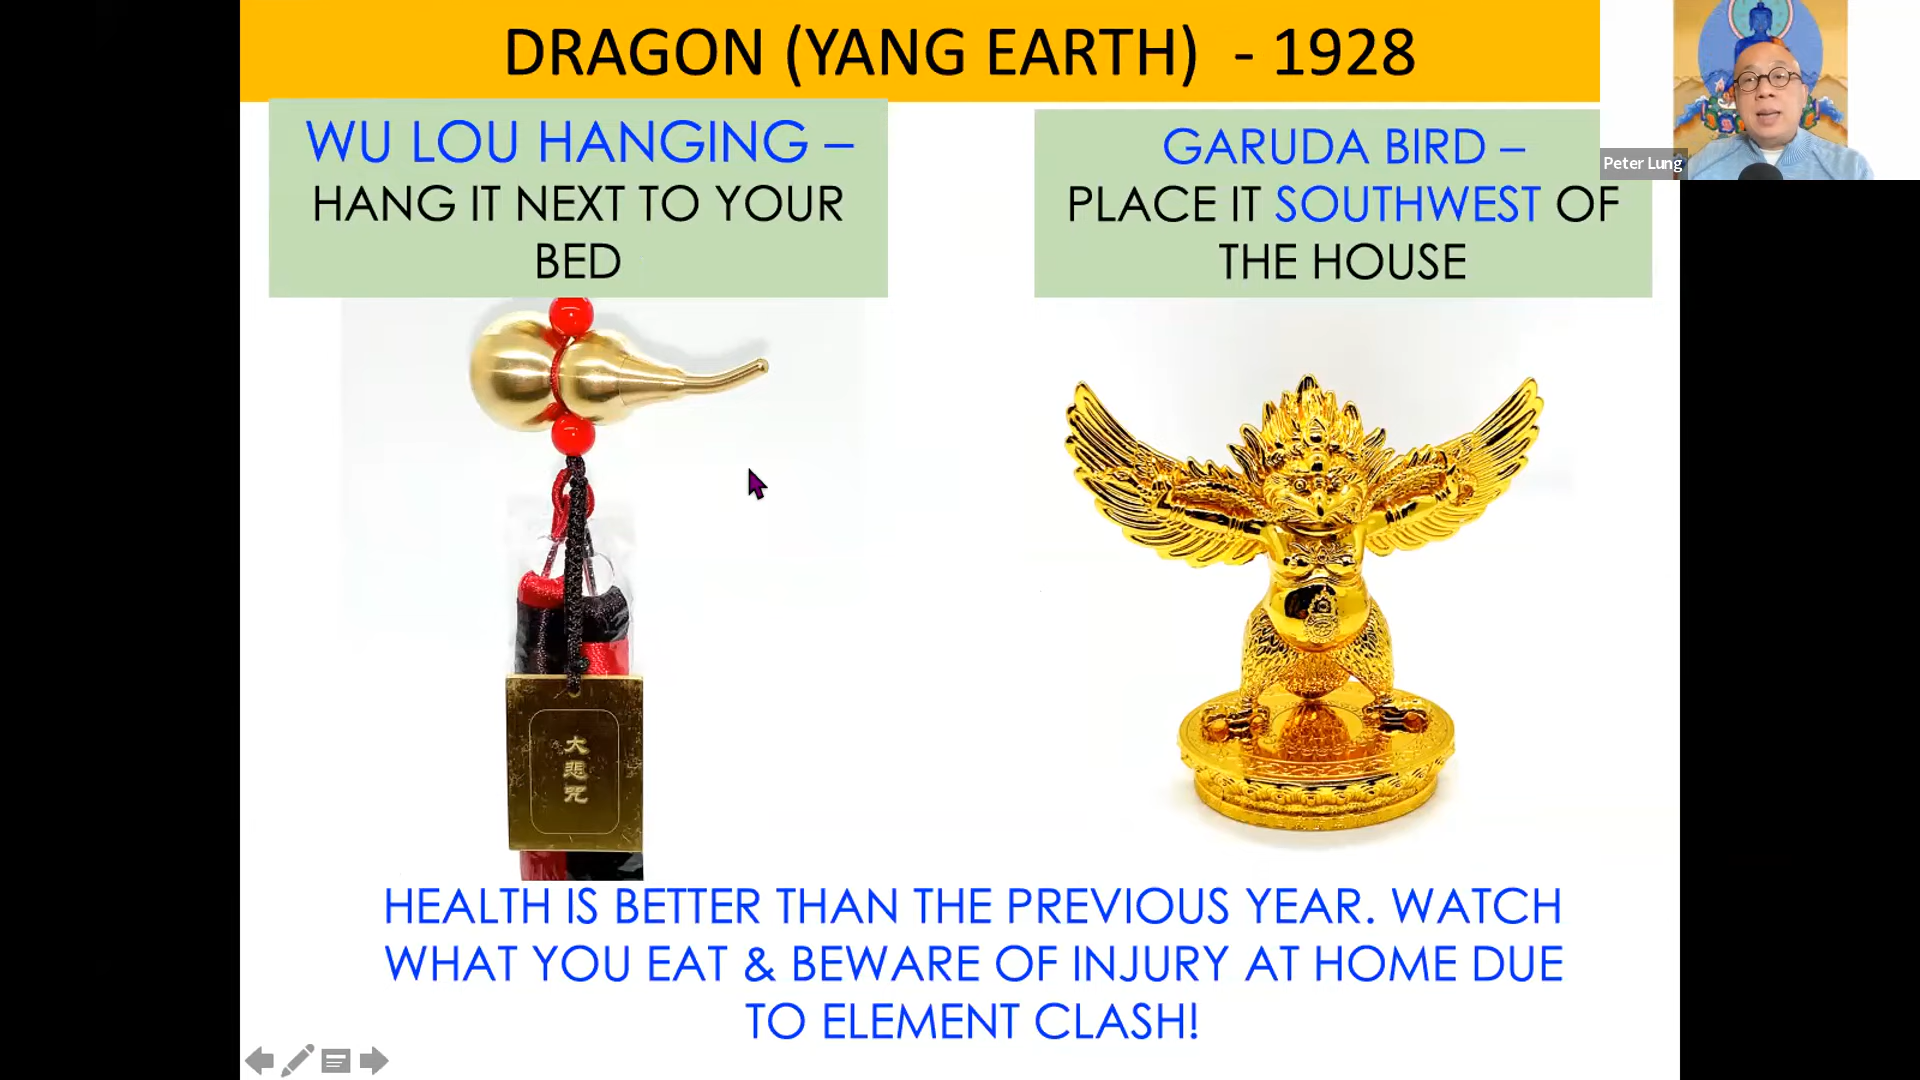 DRAGON (YANG EARTH) - 1928
WU LOU HANGING –
HANG IT NEXT TO YOUR
BED
GARUDA BIRD –
PLACE IT SOUTHWEST OF
THE HOUSE
Peter Lung
大
悲
咒
HEALTH IS BETTER THAN THE PREVIOUS YEAR. WATCH
WHAT YOU EAT & BEWARE OF INJURY AT HOME DUE
TO ELEMENT CLASH!